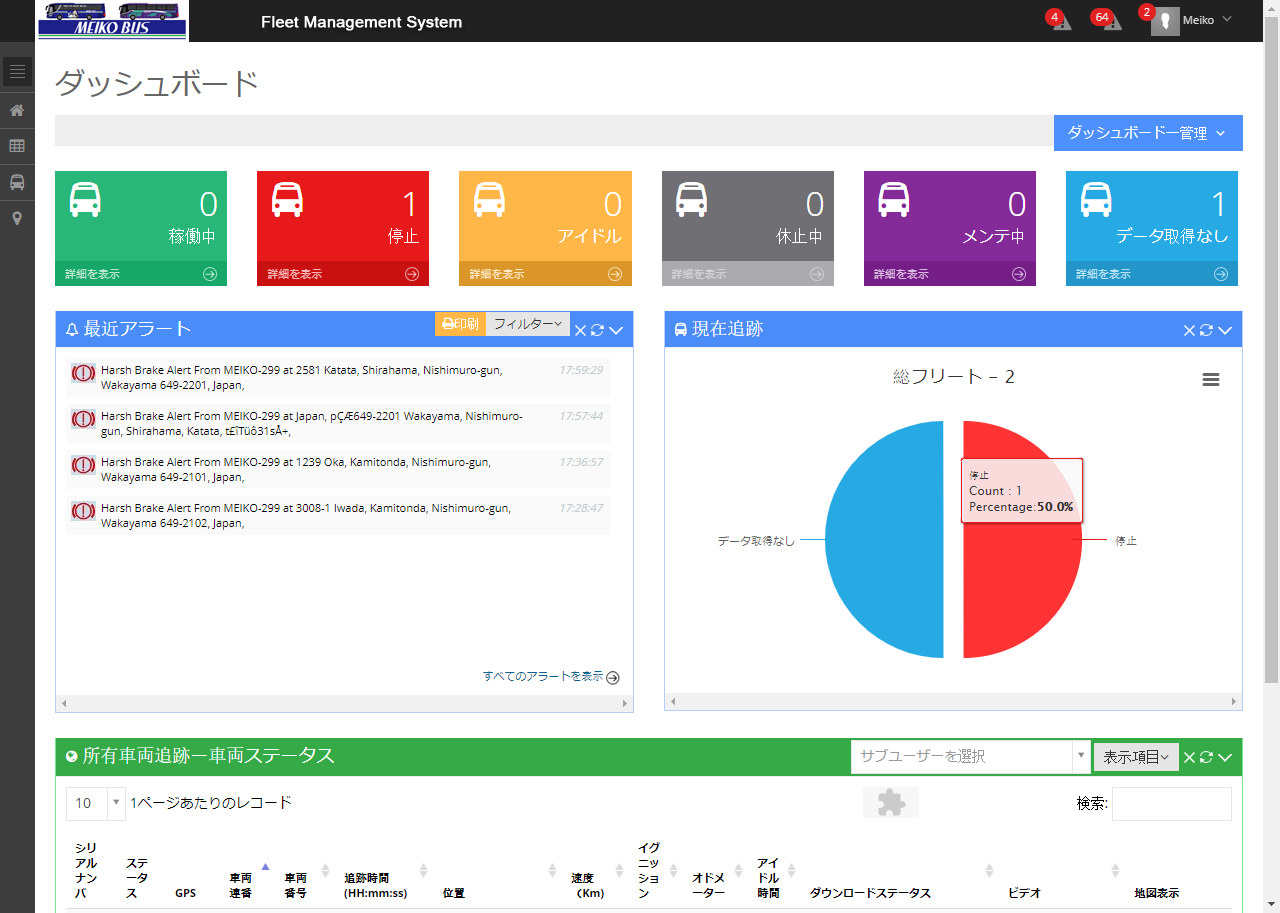 MEIKO BUS
Fleet Management System
4
64
2
Meiko
ダッシュボード
ダッシュボードー管理
0
稼働中
詳細を表示
1
停止
詳細を表示
0
アイドル
詳細を表示
0
休止中
詳細を表示
0
メンテ中
詳細を表示
1
データ取得なし
詳細を表示
最近アラート
印刷
フィルター
Harsh Brake Alert From MEIKO-299 at 2581 Katata, Shirahama, Nishimuro-gun,
Wakayama 649-2201, Japan,
17:59:29
Harsh Brake Alert From MEIKO-299 at Japan, pÇÆ649-2201 Wakayama, Nishimuro-
gun, Shirahama, Katata, t£ÎTüô31sÅ+,
17:57:44
Harsh Brake Alert From MEIKO-299 at 1239 Oka, Kamitonda, Nishimuro-gun,
Wakayama 649-2101, Japan,
17:36:57
Harsh Brake Alert From MEIKO-299 at 3008-1 Iwada, Kamitonda, Nishimuro-gun,
Wakayama 649-2102, Japan,
17:28:47
すべてのアラートを表示
現在追跡
総フリート – 2
停止
Count : 1
Percentage:50.0%
データ取得なし
停止
所有車両追跡ー車両ステータス
サブユーザーを選択
表示項目
10
1ページあたりのレコード
検索:
シリアルナンバ
ステータス
GPS
車両連番
車両番号
追跡時間(HH:mm:ss)
位置
速度（Km）
イグニッション
オドメーター
アイドル時間
ダウンロードステータス
ビデオ
地図表示